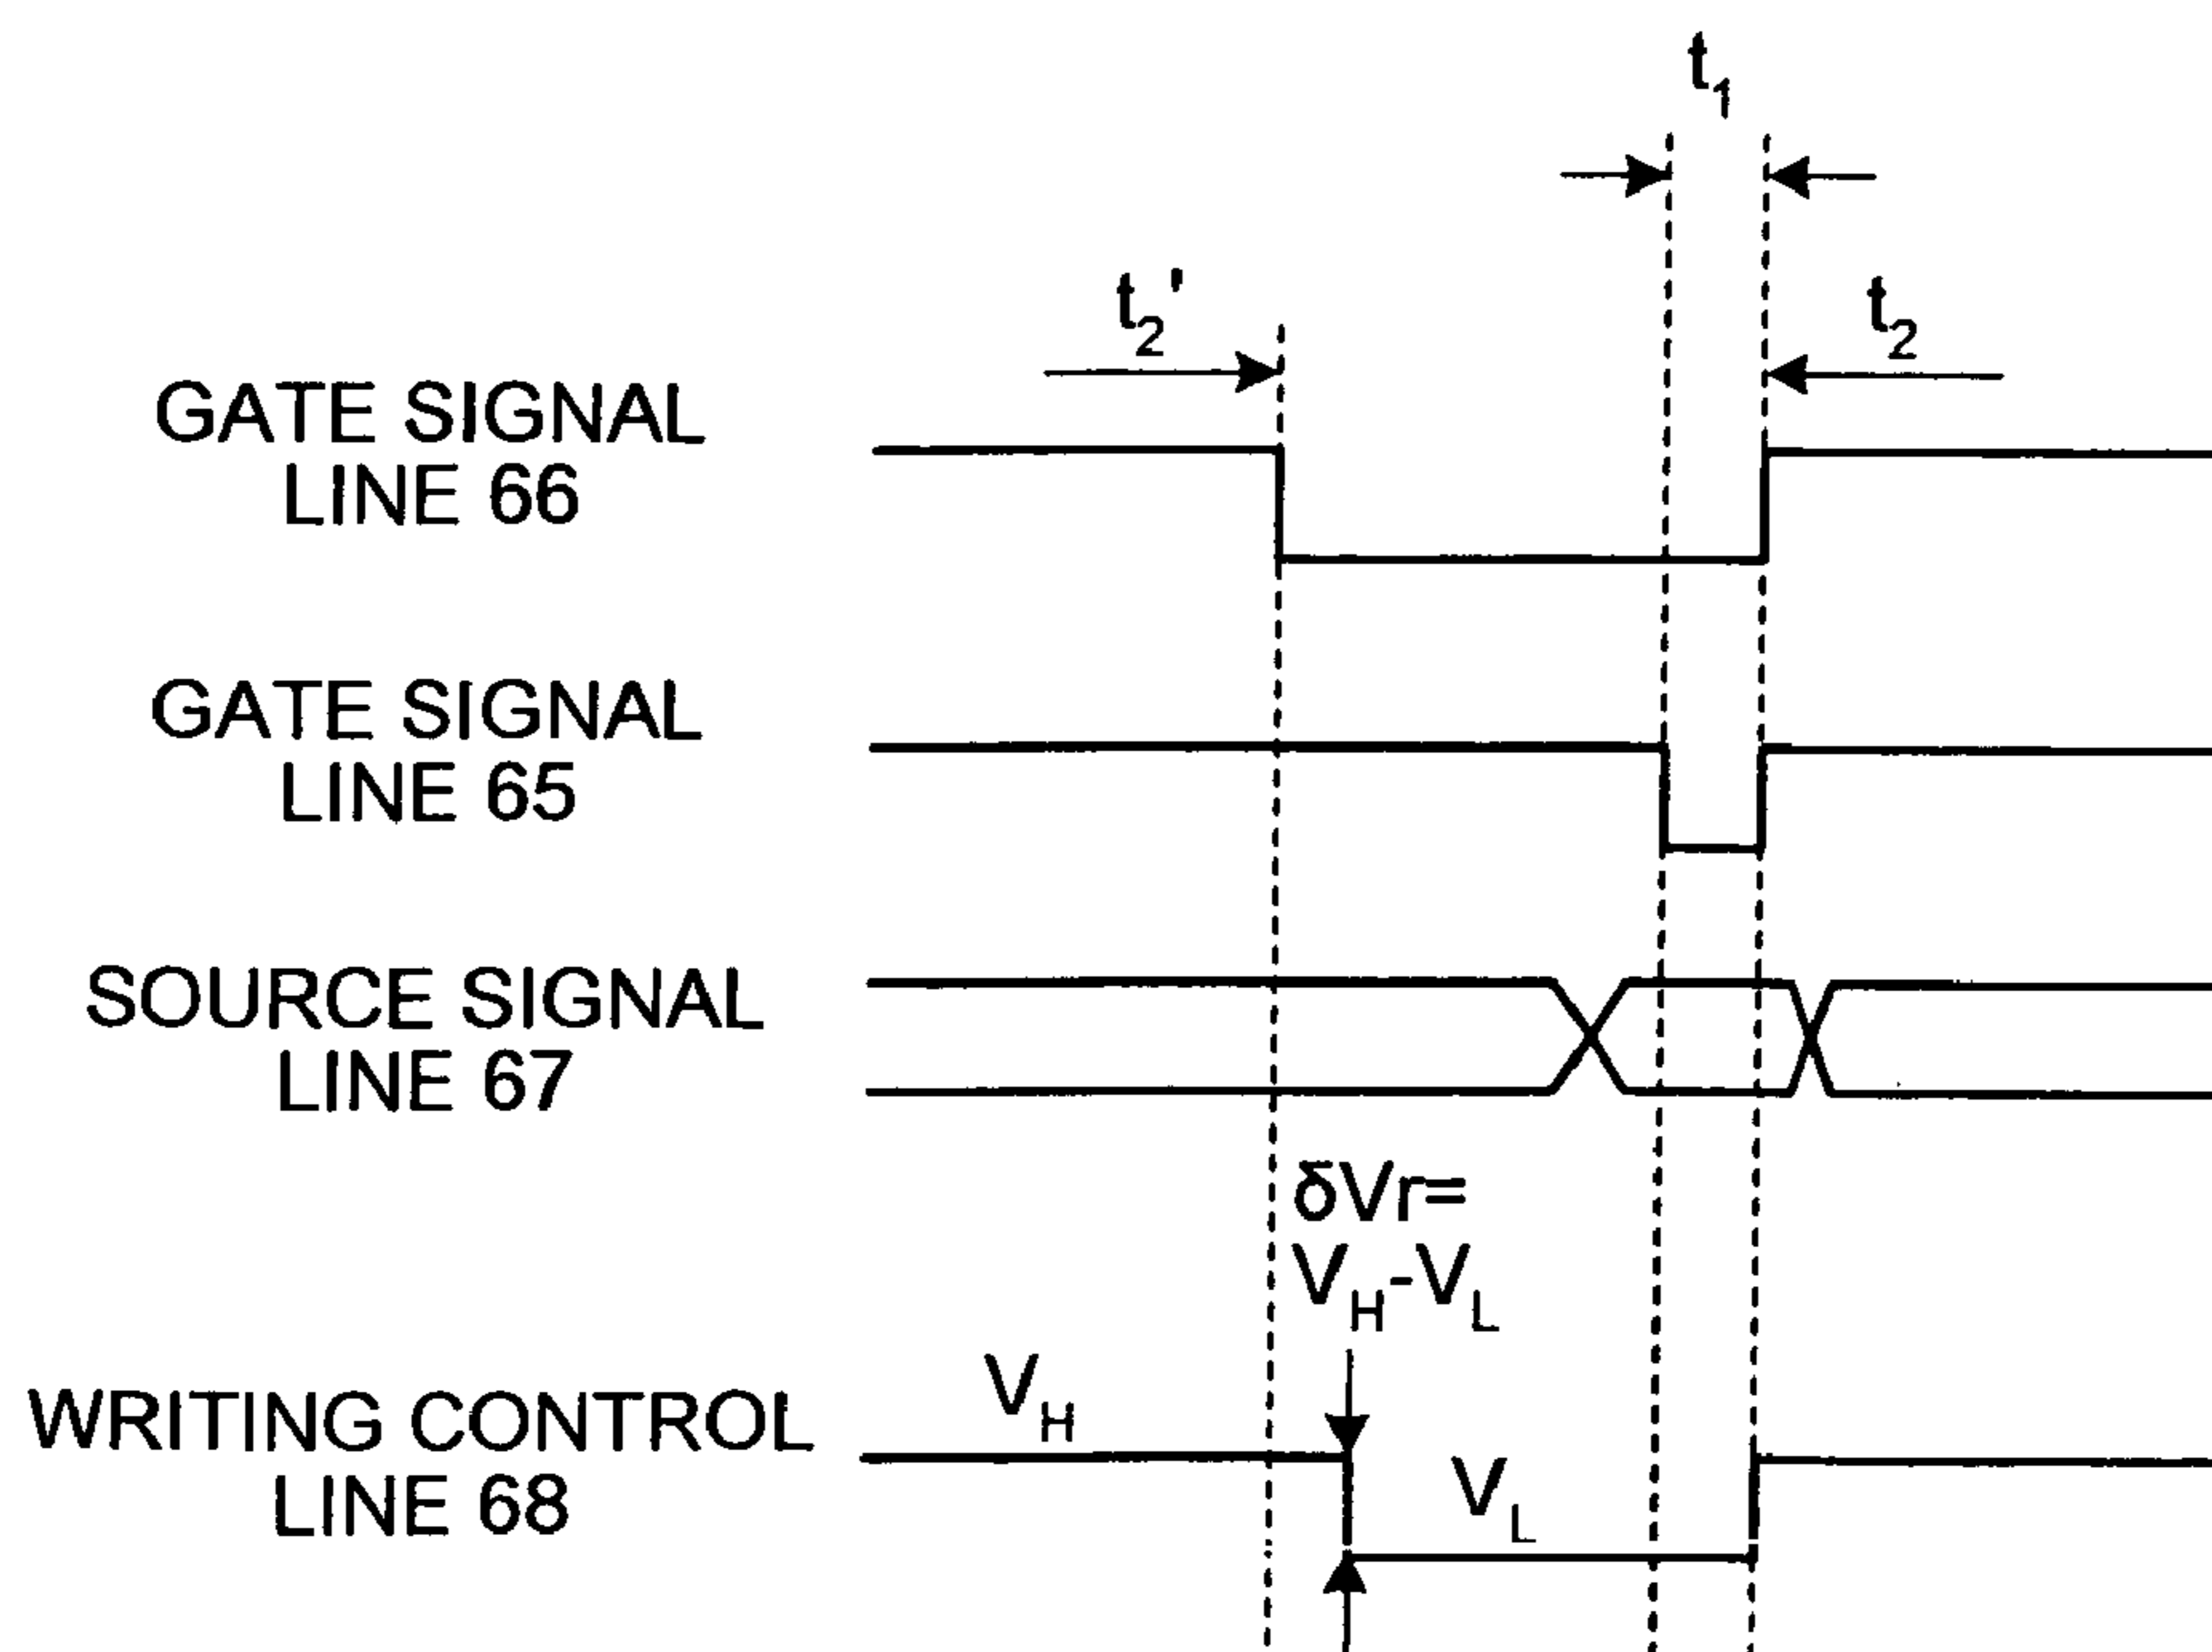 t1
t2'
t2
GATE SIGNAL
LINE 66
GATE SIGNAL
LINE 65
SOURCE SIGNAL
LINE 67
δVr=
VH-VL
VH
WRITING CONTROL
LINE 68
VL